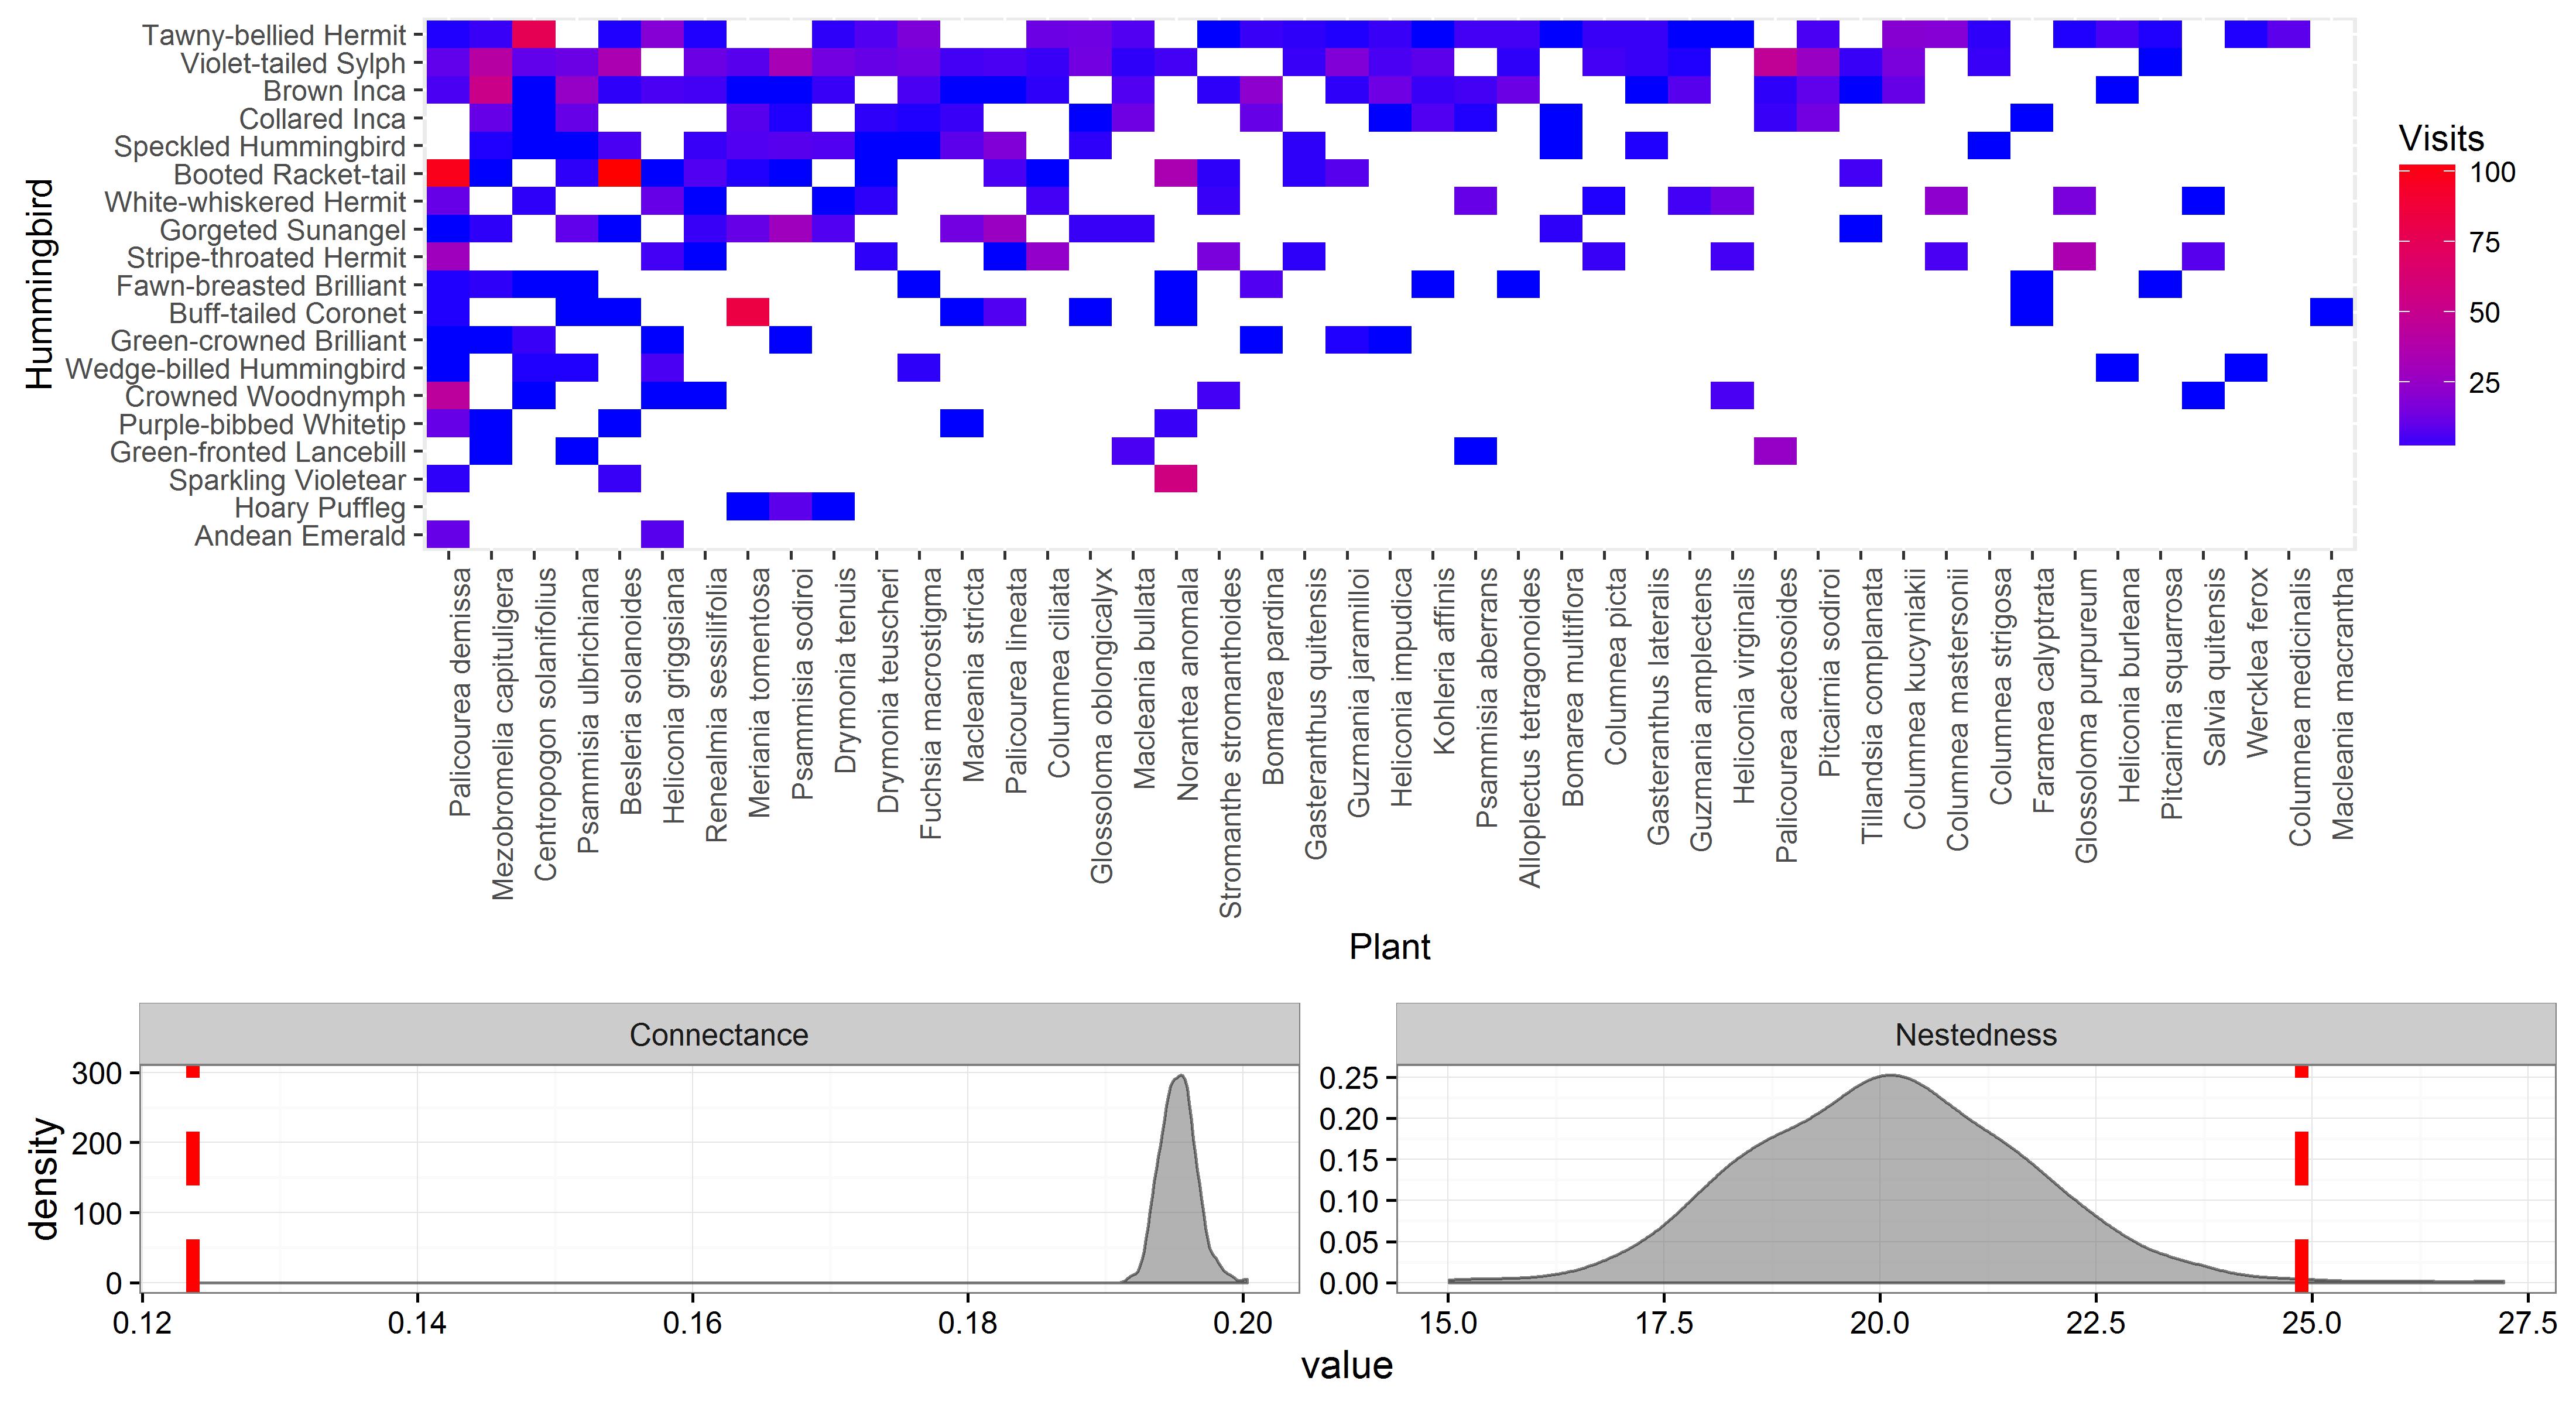 Tawny-bellied Hermit
Violet-tailed Sylph
Brown Inca
Collared Inca
Speckled Hummingbird
Booted Racket-tail
White-whiskered Hermit
Gorgeted Sunangel
Stripe-throated Hermit
Fawn-breasted Brilliant
Buff-tailed Coronet
Green-crowned Brilliant
Wedge-billed Hummingbird
Crowned Woodnymph
Purple-bibbed Whitetip
Green-fronted Lancebill
Sparkling Violetear
Hoary Puffleg
Andean Emerald
Hummingbird
Visits
100
75
50
25
Palicourea demissa
Mezobromelia capituligera
Centropogon solanifolius
Psammisia ulbrichiana
Besleria solanoides
Heliconia griggsiana
Renealmia sessilifolia
Meriania tomentosa
Psammisia sodiroi
Drymonia tenuis
Drymonia teuscheri
Fuchsia macrostigma
Macleania stricta
Palicourea lineata
Columnea ciliata
Glossoloma oblongicalyx
Macleania bullata
Norantea anomala
Stromanthe stromanthoides
Bomarea pardina
Gasteranthus quitensis
Guzmania jaramilloi
Heliconia impudica
Kohleria affinis
Psammisia aberrans
Alloplectus tetragonoides
Bomarea multiflora
Columnea picta
Gasteranthus lateralis
Guzmania amplectens
Heliconia virginalis
Palicourea acetosoides
Pitcairnia sodiroi
Tillandsia complanata
Columnea kucyniakii
Columnea mastersonii
Columnea strigosa
Faramea calyptrata
Glossoloma purpureum
Heliconia burleana
Pitcairnia squarrosa
Salvia quitensis
Wercklea ferox
Columnea medicinalis
Macleania macrantha
Plant
Connectance
Nestedness
density
300
200
100
0
0.25
0.20
0.15
0.10
0.05
0.00
0.12
0.14
0.16
0.18
0.20
15.0
17.5
20.0
22.5
25.0
27.5
value